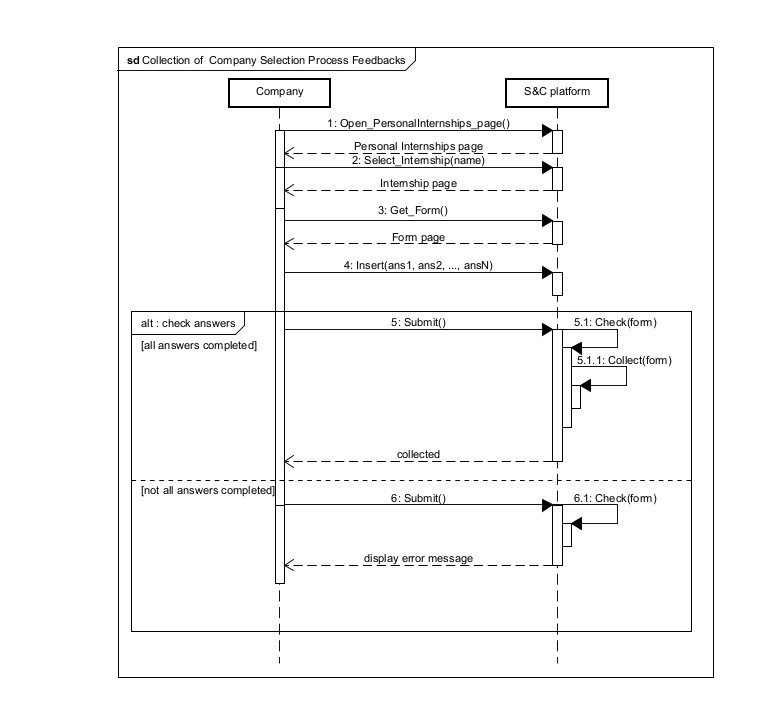 sd Collection of Company Selection Process Feedbacks
Company
S&C platform
1: Open_PersonalInternships_page()
Personal Internships page
2: Select_Internship(name)
Internship page
3: Get_Form()
Form page
4: Insert(ans1, ans2, ..., ansN)
alt : check answers
5: Submit()
5.1: Check(form)
[all answers completed]
5.1.1: Collect(form)
collected
[not all answers completed]
6: Submit()
6.1: Check(form)
display error message